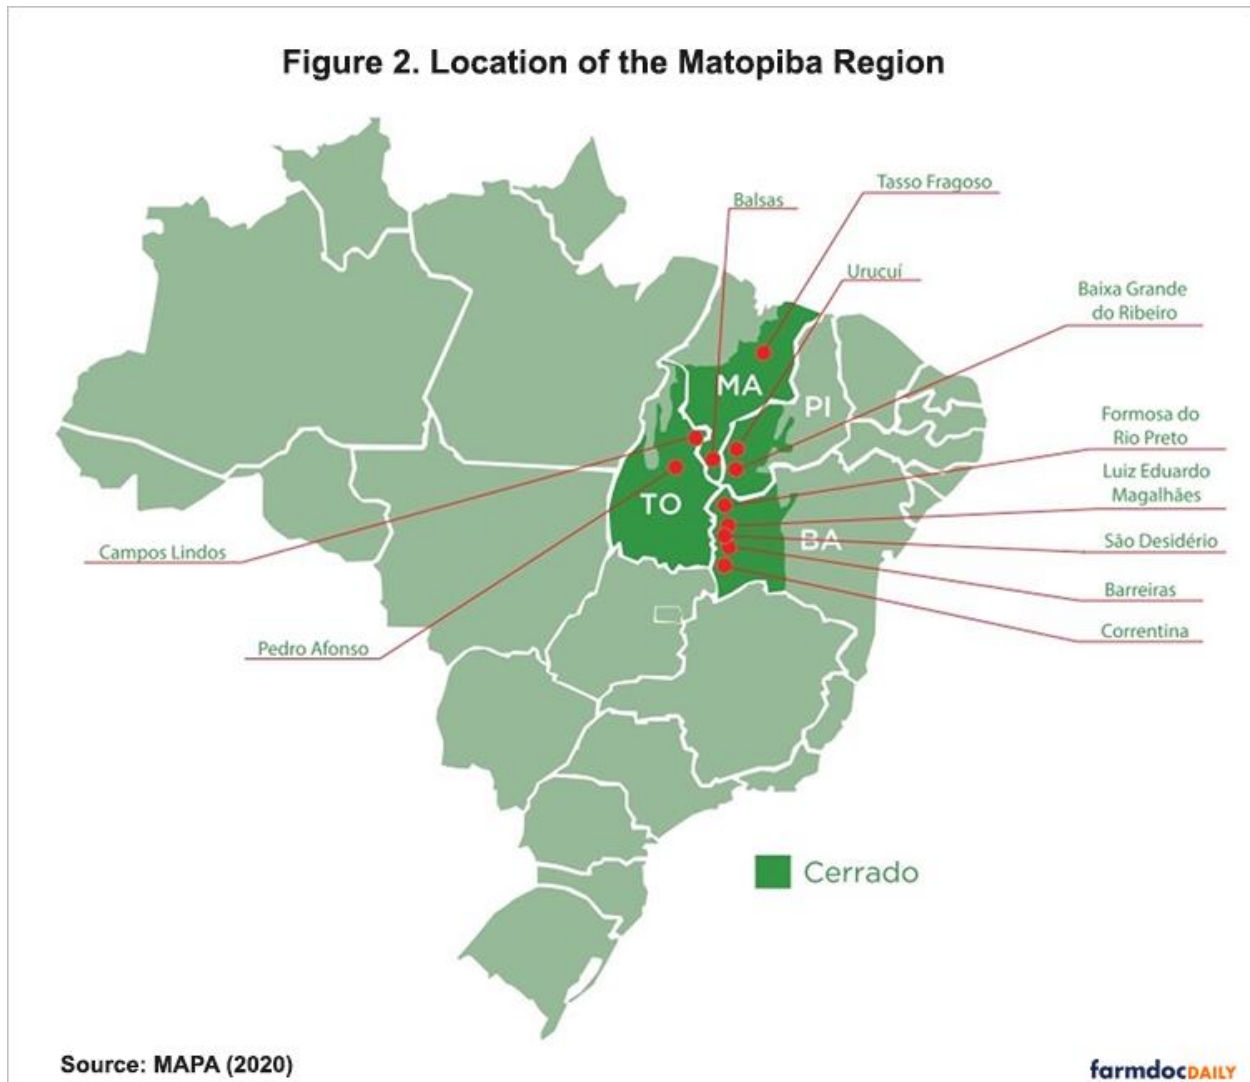 Figure 2. Location of the Matopiba Region
Tasso Fragoso
Balsas
Urucuí
Baixa Grande
do Ribeiro
MA
PI
Formosa do
Rio Preto
Luiz Eduardo
Magalhães
TO
BA
São Desidério
Campos Lindos
Barreiras
Correntina
Pedro Afonso
Cerrado
Source: MAPA (2020)
farmdocDAILY